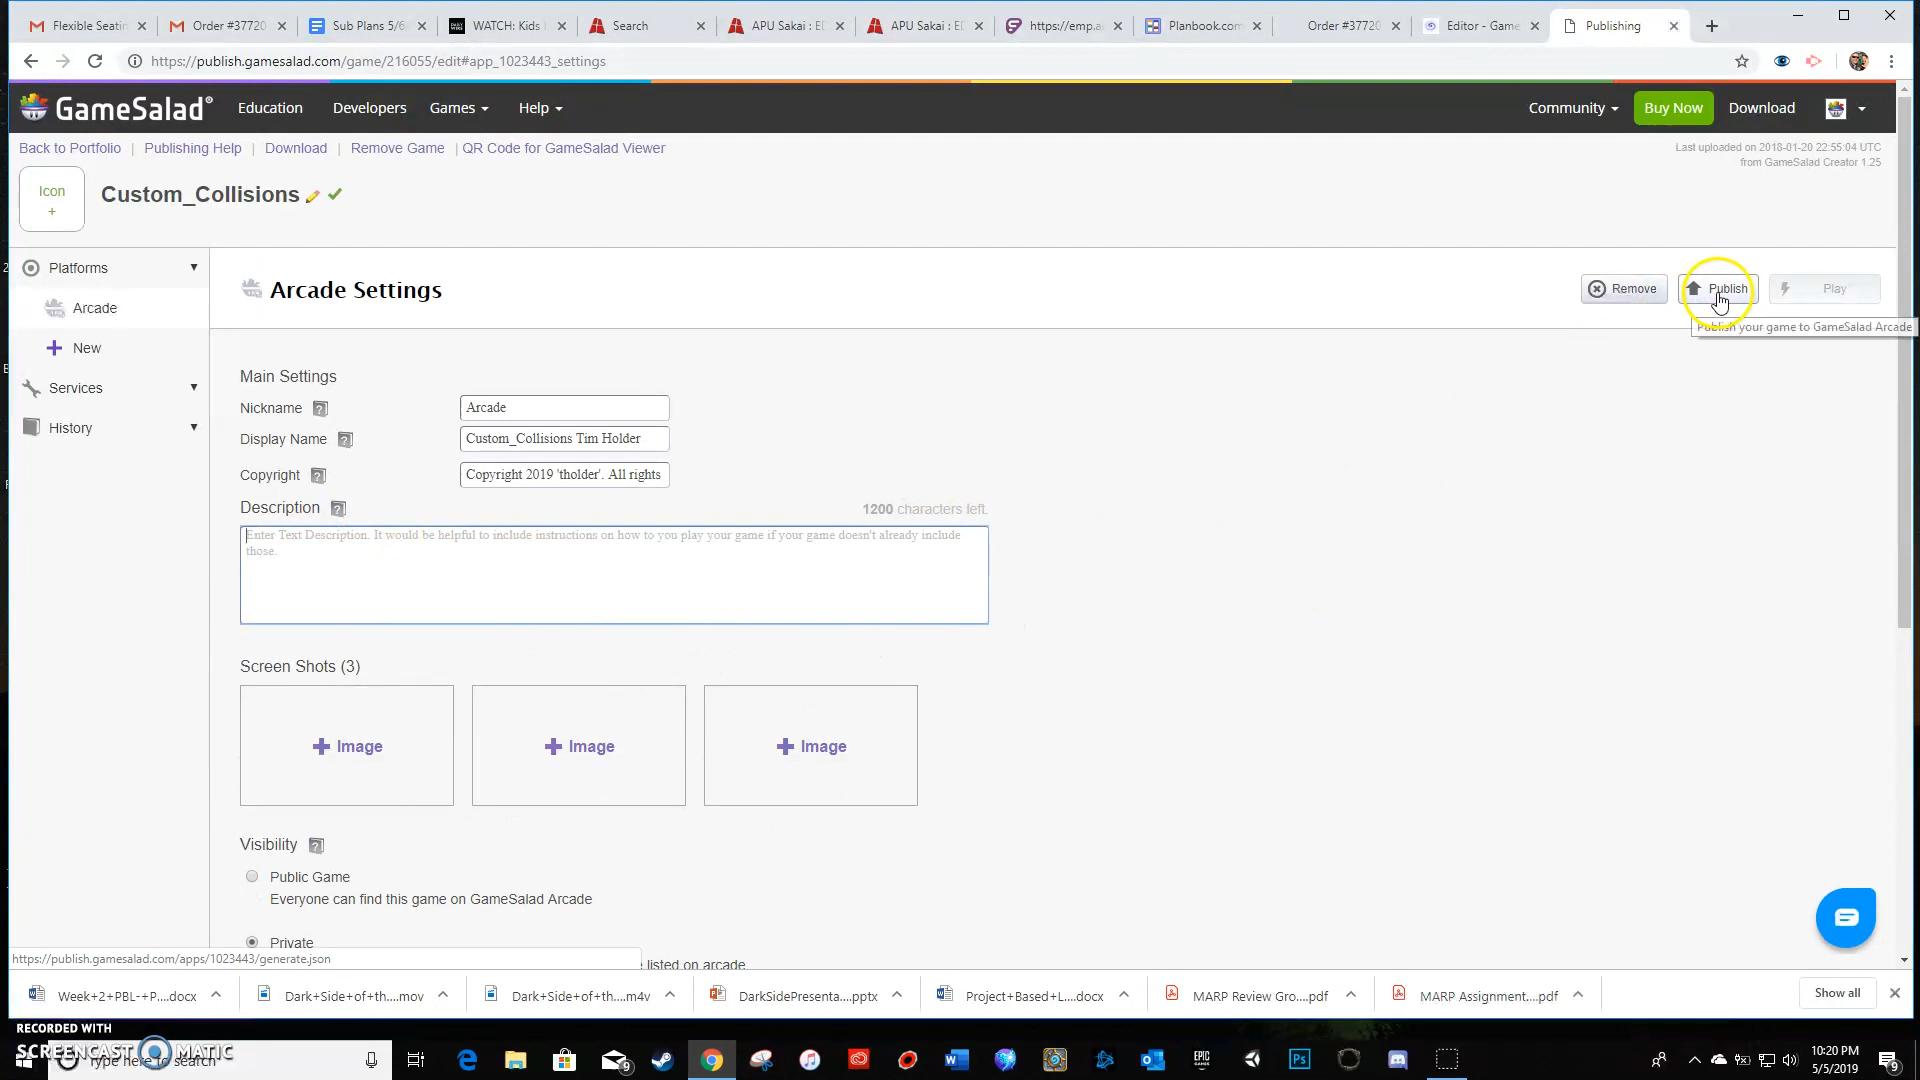 Flexible Seatin
Order #37720
Sub Plans 5/6
WATCH: Kids
Search
APU Sakai : E
APU Sakai : E
https://emp.a
Planbook.com
Order #37720
Editor - Game
Publishing
https://publish.gamesalad.com/game/216055/edit#app_1023443_settings
GameSalad®
Education
Developers
Games
Help
Community
Buy Now
Download
Back to Portfolio | Publishing Help | Download | Remove Game | QR Code for GameSalad Viewer
Last uploaded on 2018-01-20 22:55:04 UTC
from GameSalad Creator 1.25
Icon
+
Custom_Collisions
Platforms
Arcade
New
Services
History
Arcade Settings
Remove
Publish
Play
Publish your game to GameSalad Arcade
Main Settings
Nickname ?
Arcade
Display Name ?
Custom_Collisions Tim Holder
Copyright ?
Copyright 2019 'tholder'. All rights
Description ?
1200 characters left.
Enter Text Description. It would be helpful to include instructions on how to you play your game if your game doesn't already include
those.
Screen Shots (3)
Image
Image
Image
Visibility ?
Public Game
Everyone can find this game on GameSalad Arcade
Private
listed on arcade.
https://publish.gamesalad.com/apps/1023443/generate.json
Week+2+PBL-+P....docx
Dark+Side+of+th....mov
Dark+Side+of+th....m4v
DarkSidePresenta....pptx
Project+Based+L....docx
MARP Review Gro....pdf
MARP Assignment....pdf
Show all
RECORDED WITH
SCREENCAST MATIC
Type here to search
9
EPIC
GAMES
Ps
10:20 PM
5/5/2019
9